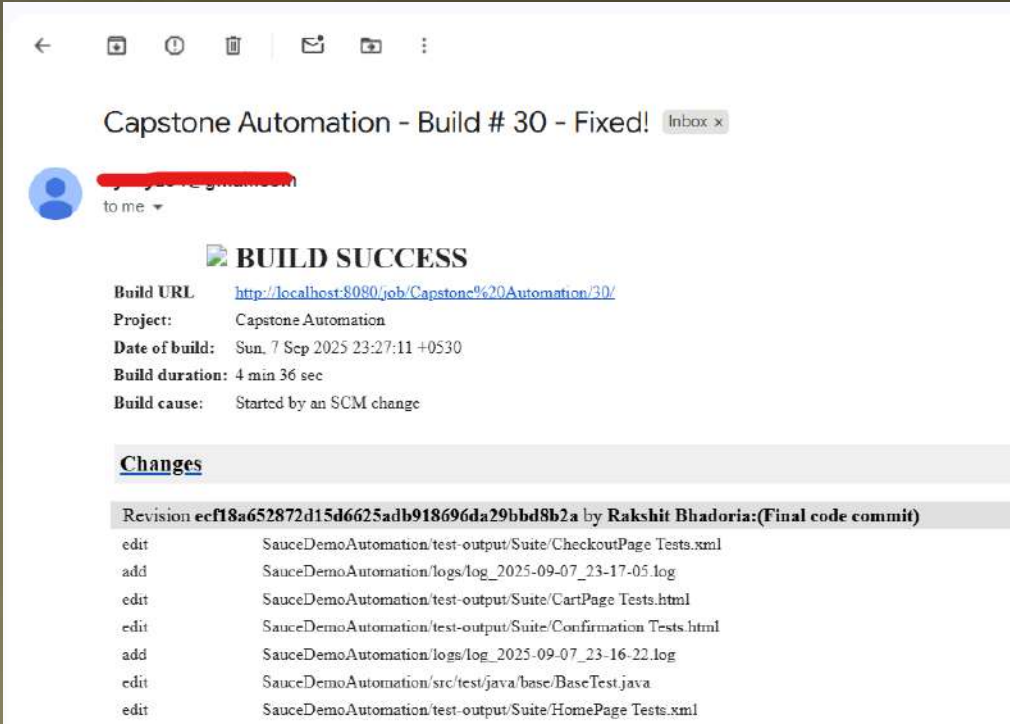 Capstone Automation - Build # 30 - Fixed! Inbox ×
to me
BUILD SUCCESS
Build URL http://localhost:8080/job/Capstone%20Automation/30/
Project: Capstone Automation
Date of build: Sun, 7 Sep 2025 23:27:11 +0530
Build duration: 4 min 36 sec
Build cause: Started by an SCM change
Changes
Revision ecf18a652872d15d6625adb918696da29bbd8b2a by Rakshit Bhadoria:(Final code commit)
edit SauceDemoAutomation/test-output/Suite/CheckoutPage Tests.xml
add SauceDemoAutomation/logs/log_2025-09-07_23-17-05.log
edit SauceDemoAutomation/test-output/Suite/CartPage Tests.html
edit SauceDemoAutomation/test-output/Suite/Confirmation Tests.html
add SauceDemoAutomation/logs/log_2025-09-07_23-16-22.log
edit SauceDemoAutomation/src/test/java/base/BaseTest.java
edit SauceDemoAutomation/test-output/Suite/HomePage Tests.xml